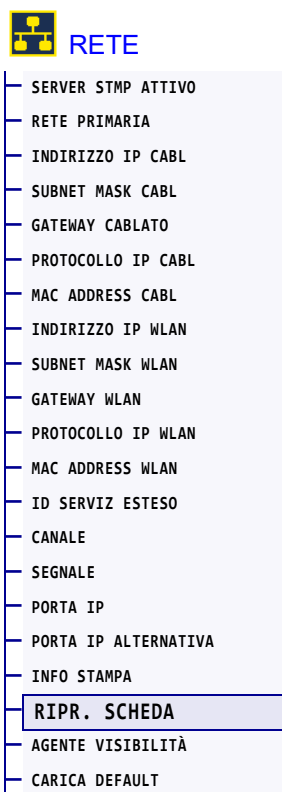 RETE
SERVER STMP ATTIVO
RETE PRIMARIA
INDIRIZZO IP CABL
SUBNET MASK CABL
GATEWAY CABLATO
PROTOCOLLO IP CABL
MAC ADDRESS CABL
INDIRIZZO IP WLAN
SUBNET MASK WLAN
GATEWAY WLAN
PROTOCOLLO IP WLAN
MAC ADDRESS WLAN
ID SERVIZ ESTESO
CANALE
SEGNALE
PORTA IP
PORTA IP ALTERNATIVA
INFO STAMPA
RIPR. SCHEDA
AGENTE VISIBILITÀ
CARICA DEFAULT